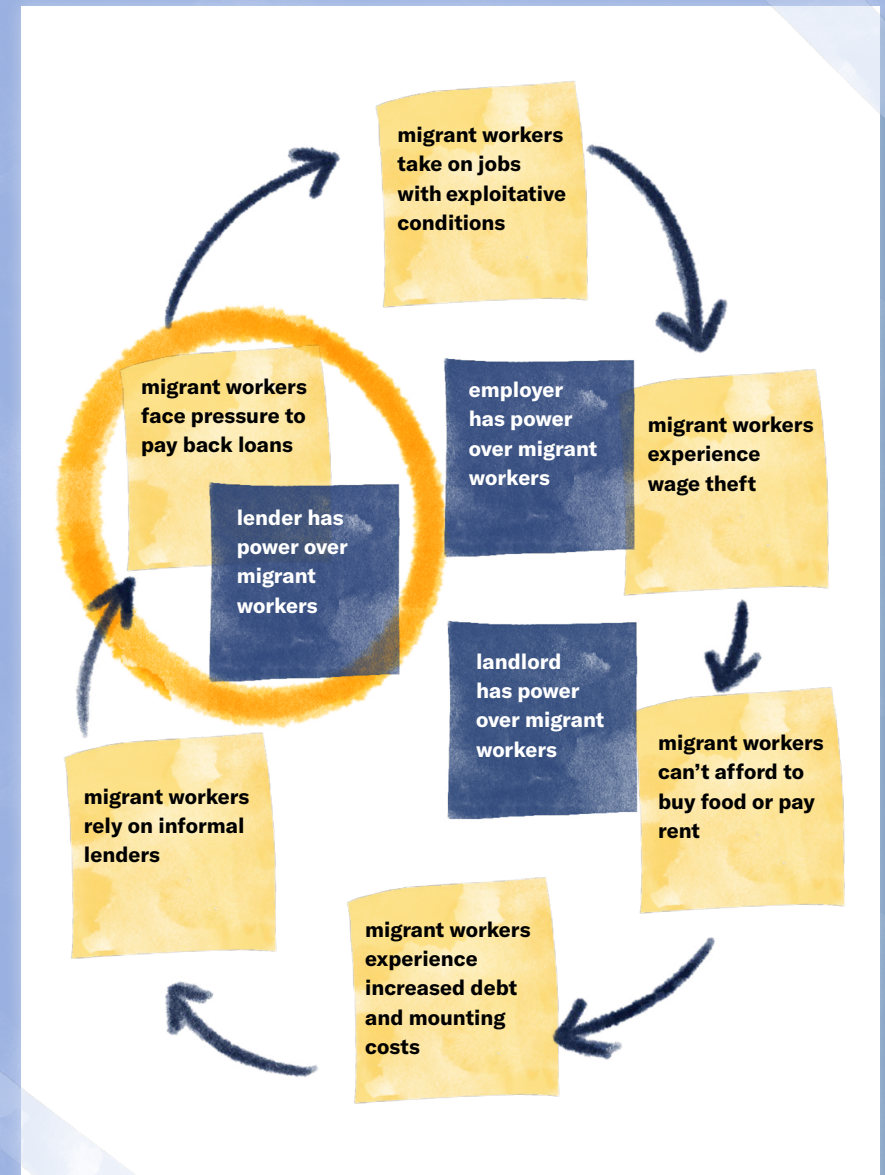 migrant workers
take on jobs
with exploitative
conditions
employer
has power
over migrant
workers
migrant workers
experience
wage theft
landlord
has power
over migrant
workers
migrant workers
can’t afford to
buy food or pay
rent
migrant workers
experience
increased debt
and mounting
costs
migrant workers
rely on informal
lenders
migrant workers
face pressure to
pay back loans
lender has
power over
migrant
workers